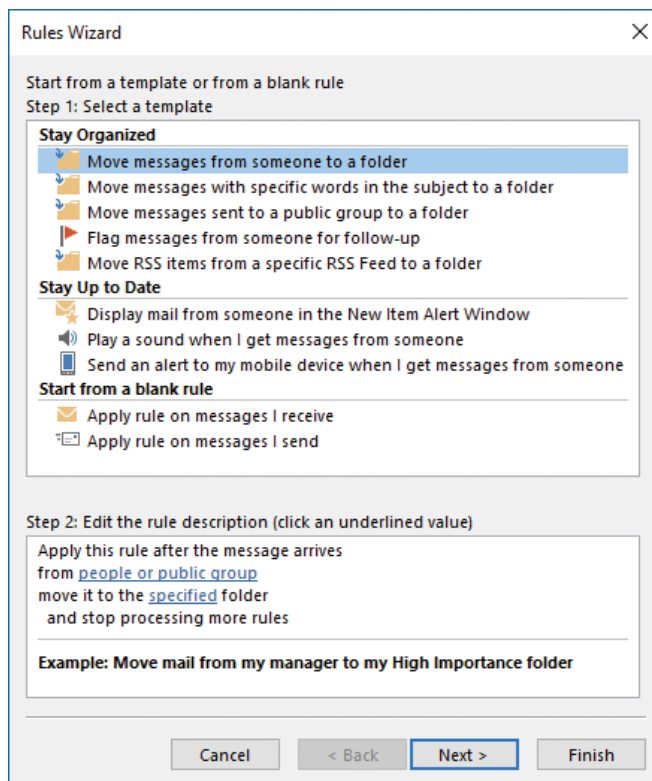 Rules Wizard
Start from a template or from a blank rule
Step 1: Select a template
Stay Organized
Move messages from someone to a folder
Move messages with specific words in the subject to a folder
Move messages sent to a public group to a folder
Flag messages from someone for follow-up
Move RSS items from a specific RSS Feed to a folder
Stay Up to Date
Display mail from someone in the New Item Alert Window
Play a sound when I get messages from someone
Send an alert to my mobile device when I get messages from someone
Start from a blank rule
Apply rule on messages I receive
Apply rule on messages I send
Step 2: Edit the rule description (click an underlined value)
Apply this rule after the message arrives
from people or public group
move it to the specified folder
and stop processing more rules
Example: Move mail from my manager to my High Importance folder
Cancel < Back Next > Finish